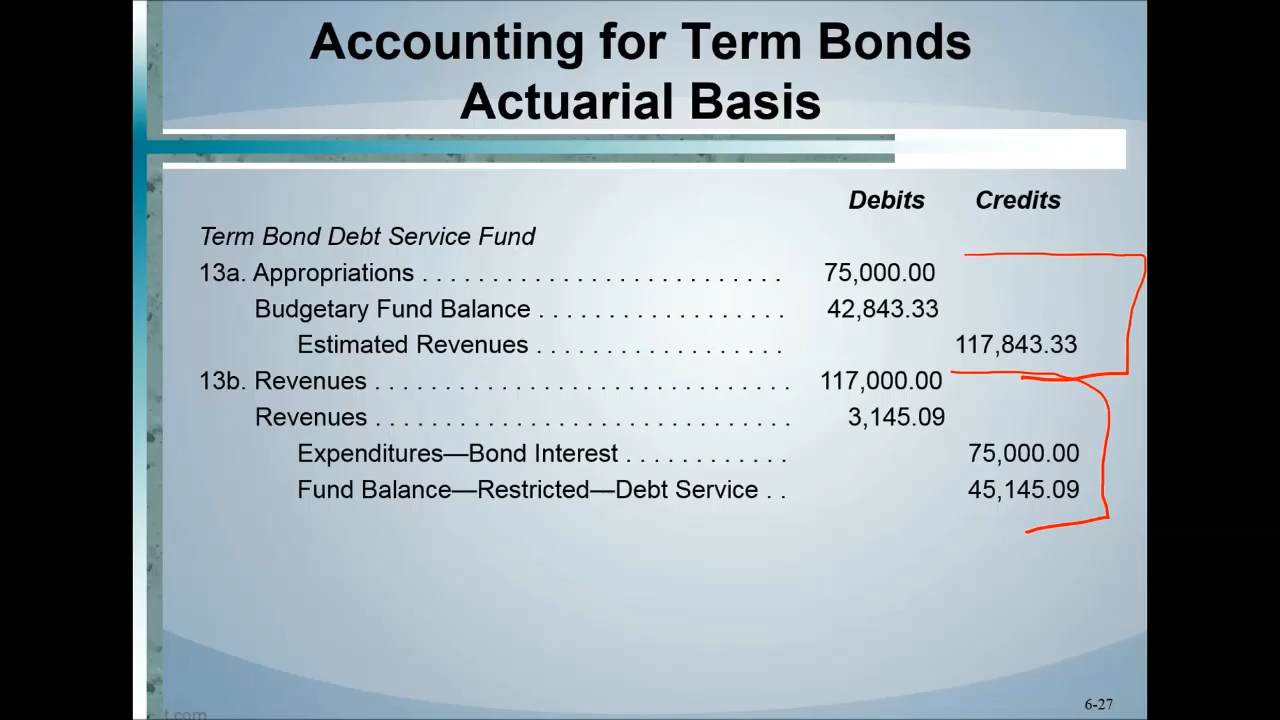 Accounting for Term Bonds
Actuarial Basis
Debits Credits
Term Bond Debt Service Fund
13a. Appropriations . . . . . . . . . . . . . . . . . . . . . . . . . . 75,000.00
Budgetary Fund Balance . . . . . . . . . . . . . . . . . . 42,843.33
Estimated Revenues . . . . . . . . . . . . . . . . . . 117,843.33
13b. Revenues . . . . . . . . . . . . . . . . . . . . . . . . . . . . . . 117,000.00
Revenues . . . . . . . . . . . . . . . . . . . . . . . . . . . . . . 3,145.09
Expenditures—Bond Interest . . . . . . . . . . . . 75,000.00
Fund Balance—Restricted—Debt Service . . 45,145.09
t.com
6-27